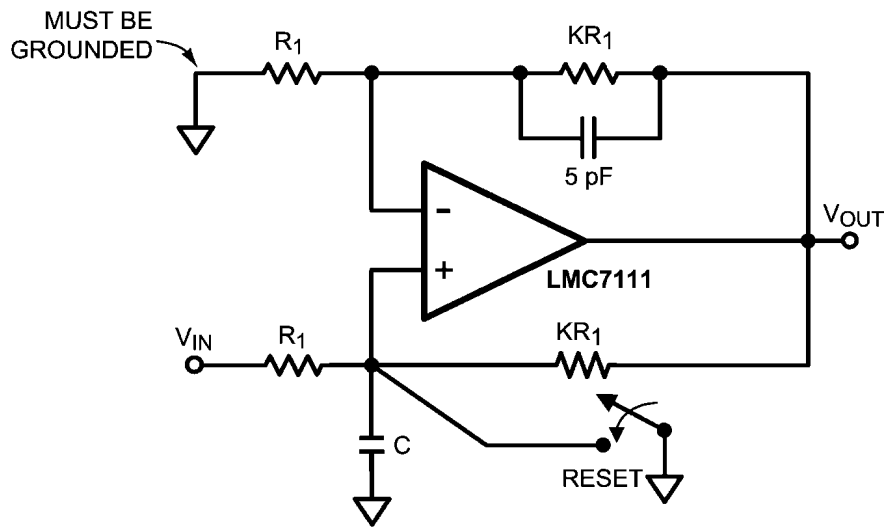 MUST BE
GROUNDED
R1
KR1
5 pF
-
+
LMC7111
VOUT
VIN
R1
KR1
C
RESET